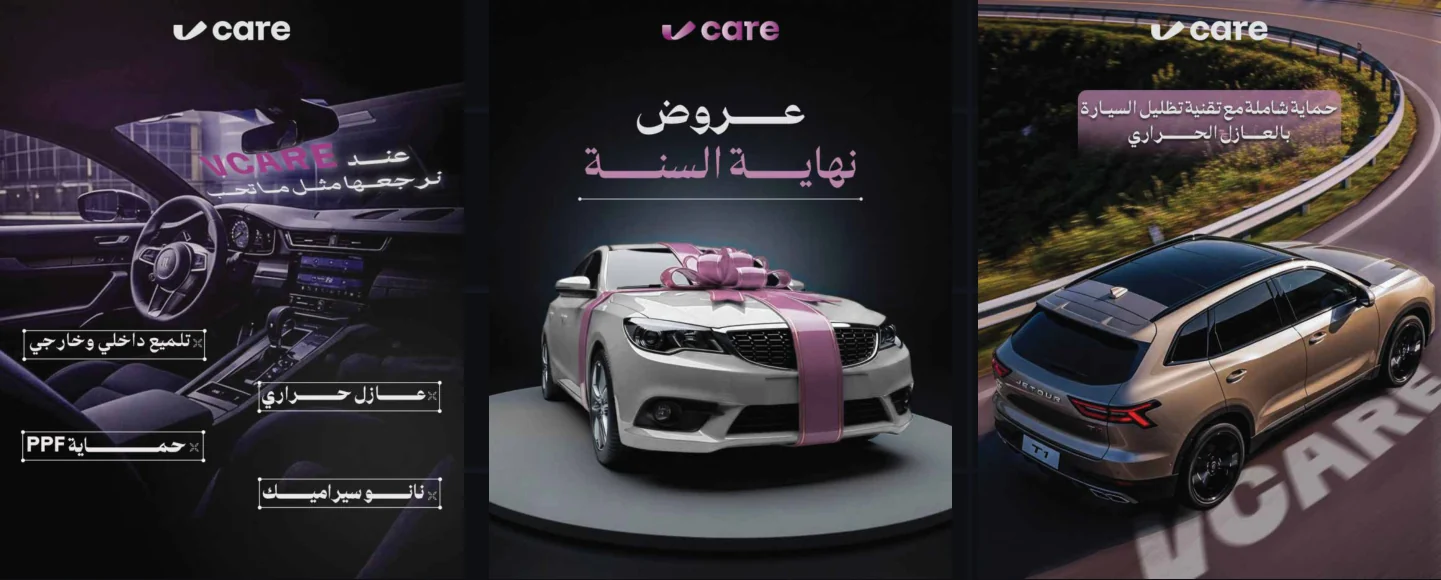 care
عند VCARE
نرجعها مثل ما تحب
تلميع داخلي وخارجي
عازل حراري
حماية PPF
نانو سيراميك
care
عروض
نهاية السنة
care
حماية شاملة مع تقنية تظليل السيارة
بالعازل الحراري
JETOUR
T1
VCARE